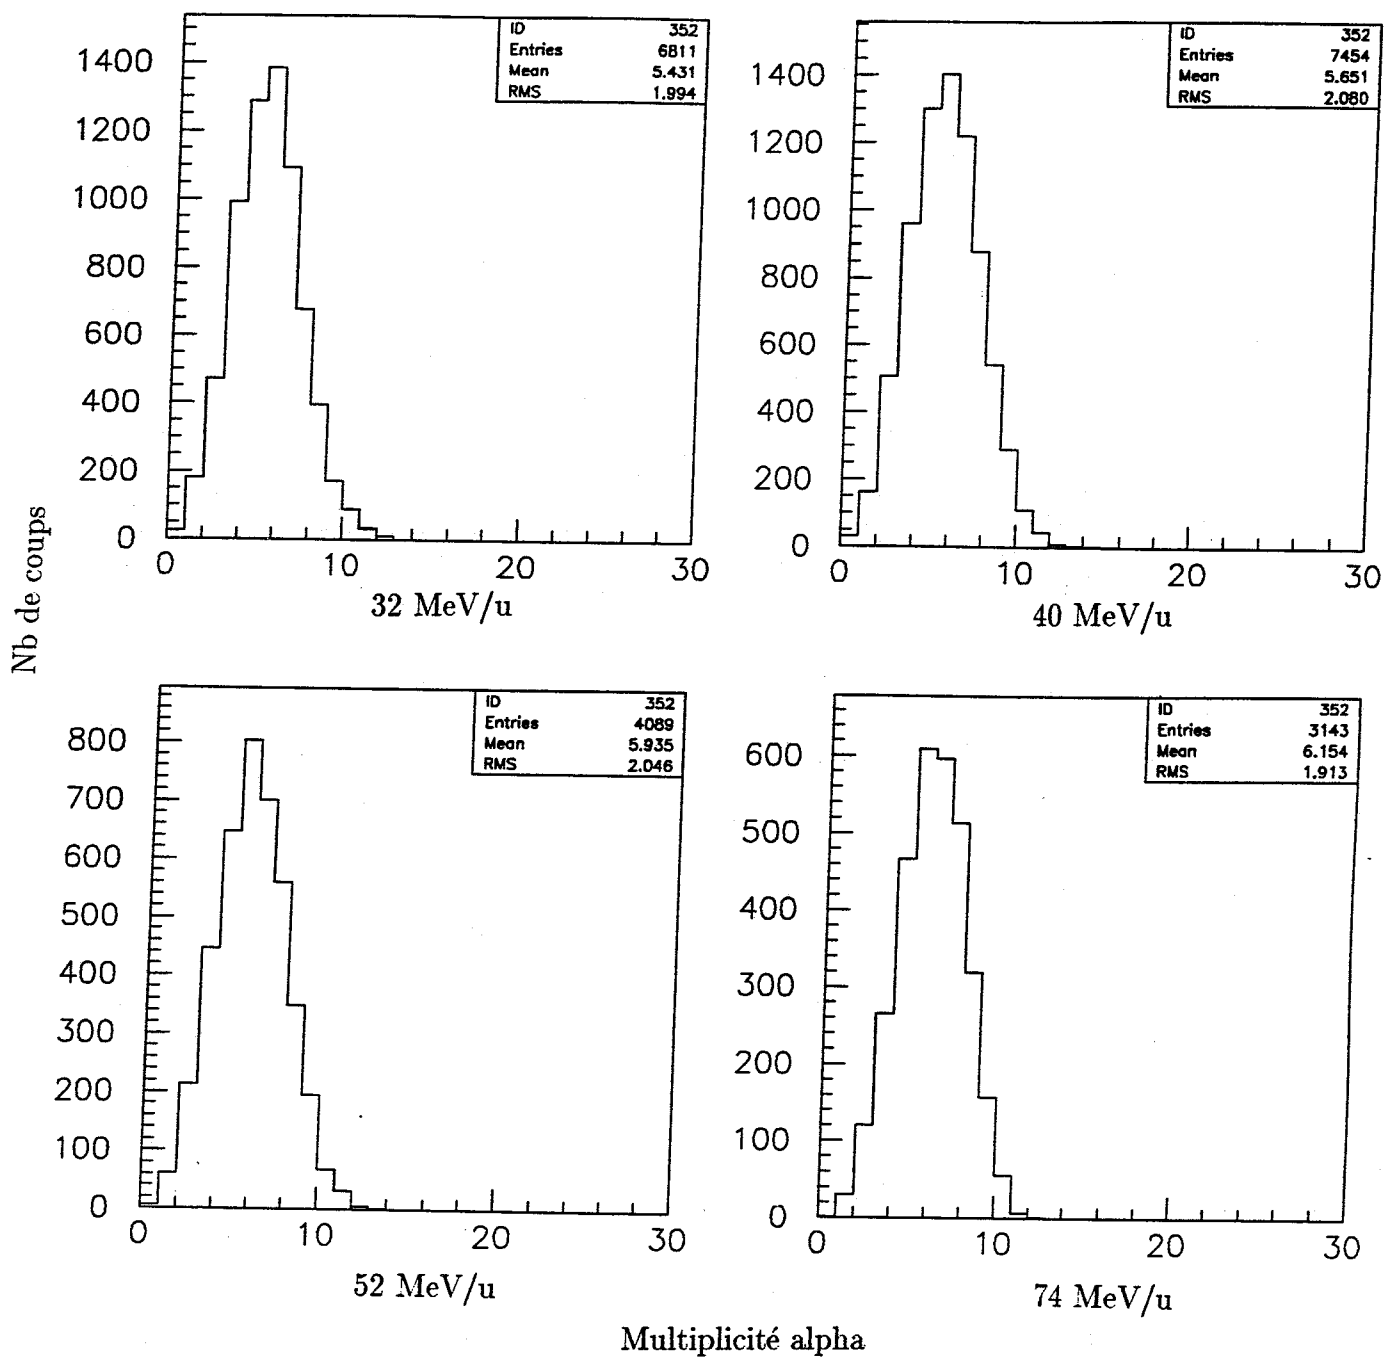 ID 352
Entries 6811
Mean 5.431
RMS 1.994
1400
1200
1000
800
600
400
200
0
0 10 20 30
32 MeV/u
ID 352
Entries 7454
Mean 5.651
RMS 2.080
1400
1200
1000
800
600
400
200
0
0 10 20 30
40 MeV/u
Nb de coups
ID 352
Entries 4089
Mean 5.935
RMS 2.046
800
700
600
500
400
300
200
100
0
0 10 20 30
52 MeV/u
ID 352
Entries 3143
Mean 6.154
RMS 1.913
600
500
400
300
200
100
0
0 10 20 30
74 MeV/u
Multiplicité alpha